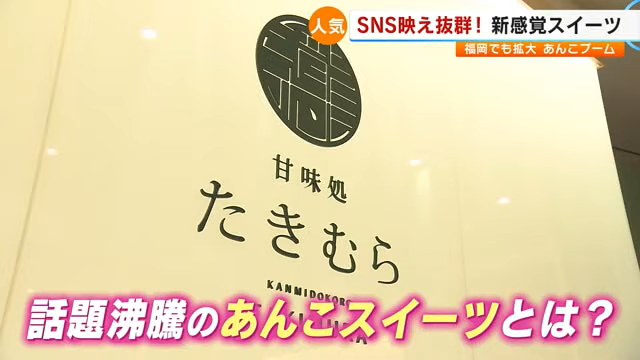 人気
SNS映え抜群！ 新感覚スイーツ
福岡でも拡大 あんこブーム
甘味処
たきむら
KANMIDOKORO
話題沸騰のあんこスイーツとは？